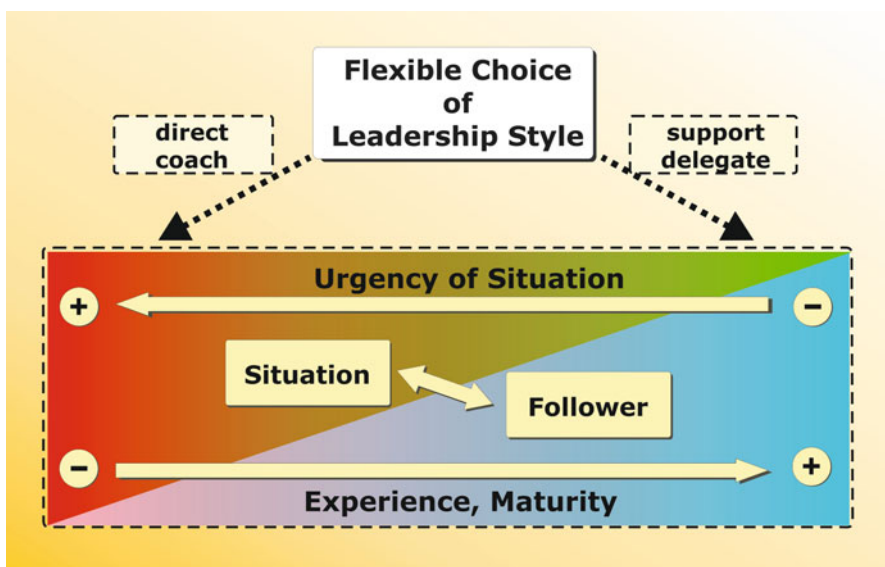 Flexible Choice
of
Leadership Style
direct
coach
support
delegate
Urgency of Situation
+
−
Situation
Follower
−
+
Experience, Maturity